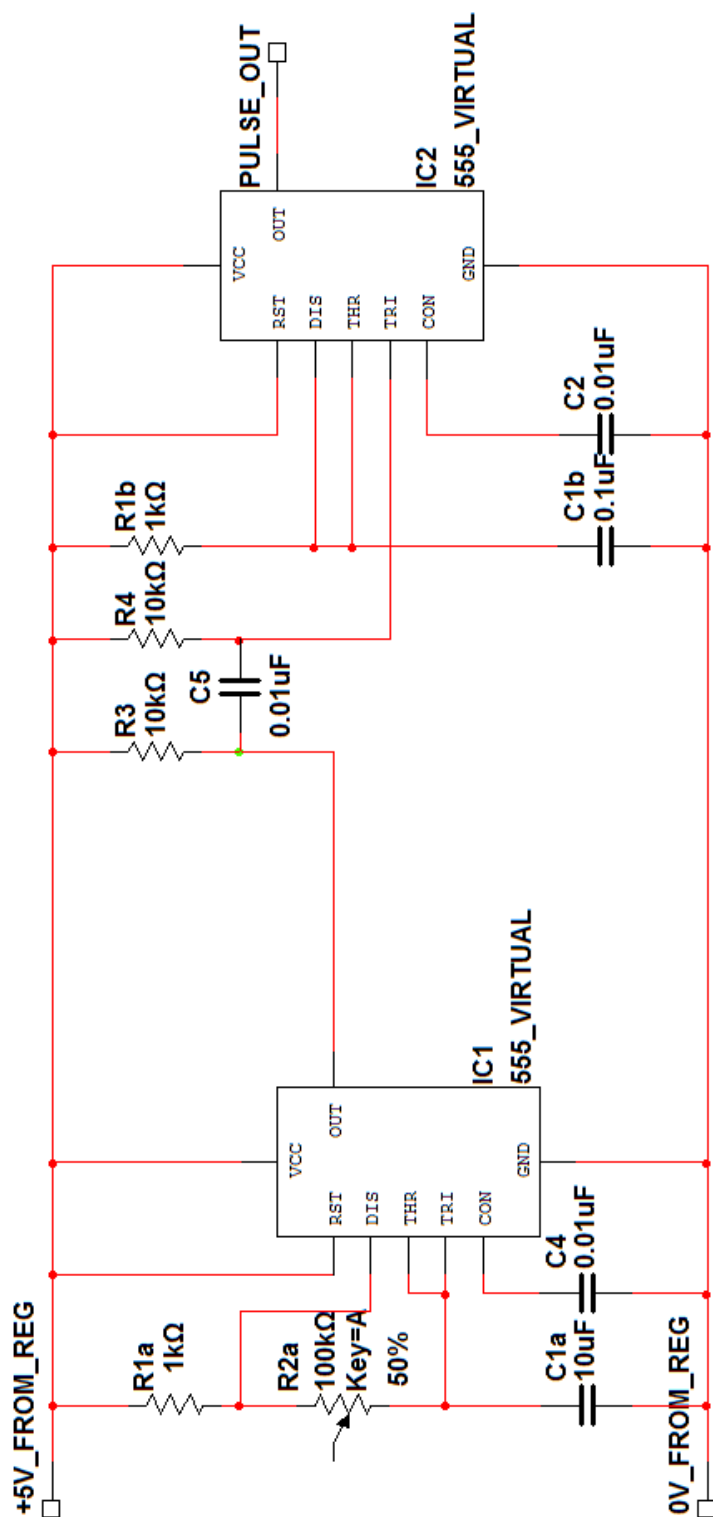 +5V_FROM_REG
R1a
1kΩ
R2a
100kΩ
Key=A
50%
C1a
10uF
C4
0.01uF
0V_FROM_REG
VCC
RST
OUT
DIS
THR
TRI
CON
GND
IC1
555_VIRTUAL
R3
10kΩ
R4
10kΩ
C5
0.01uF
R1b
1kΩ
C1b
0.1uF
C2
0.01uF
VCC
RST
OUT
DIS
THR
TRI
CON
GND
IC2
555_VIRTUAL
PULSE_OUT